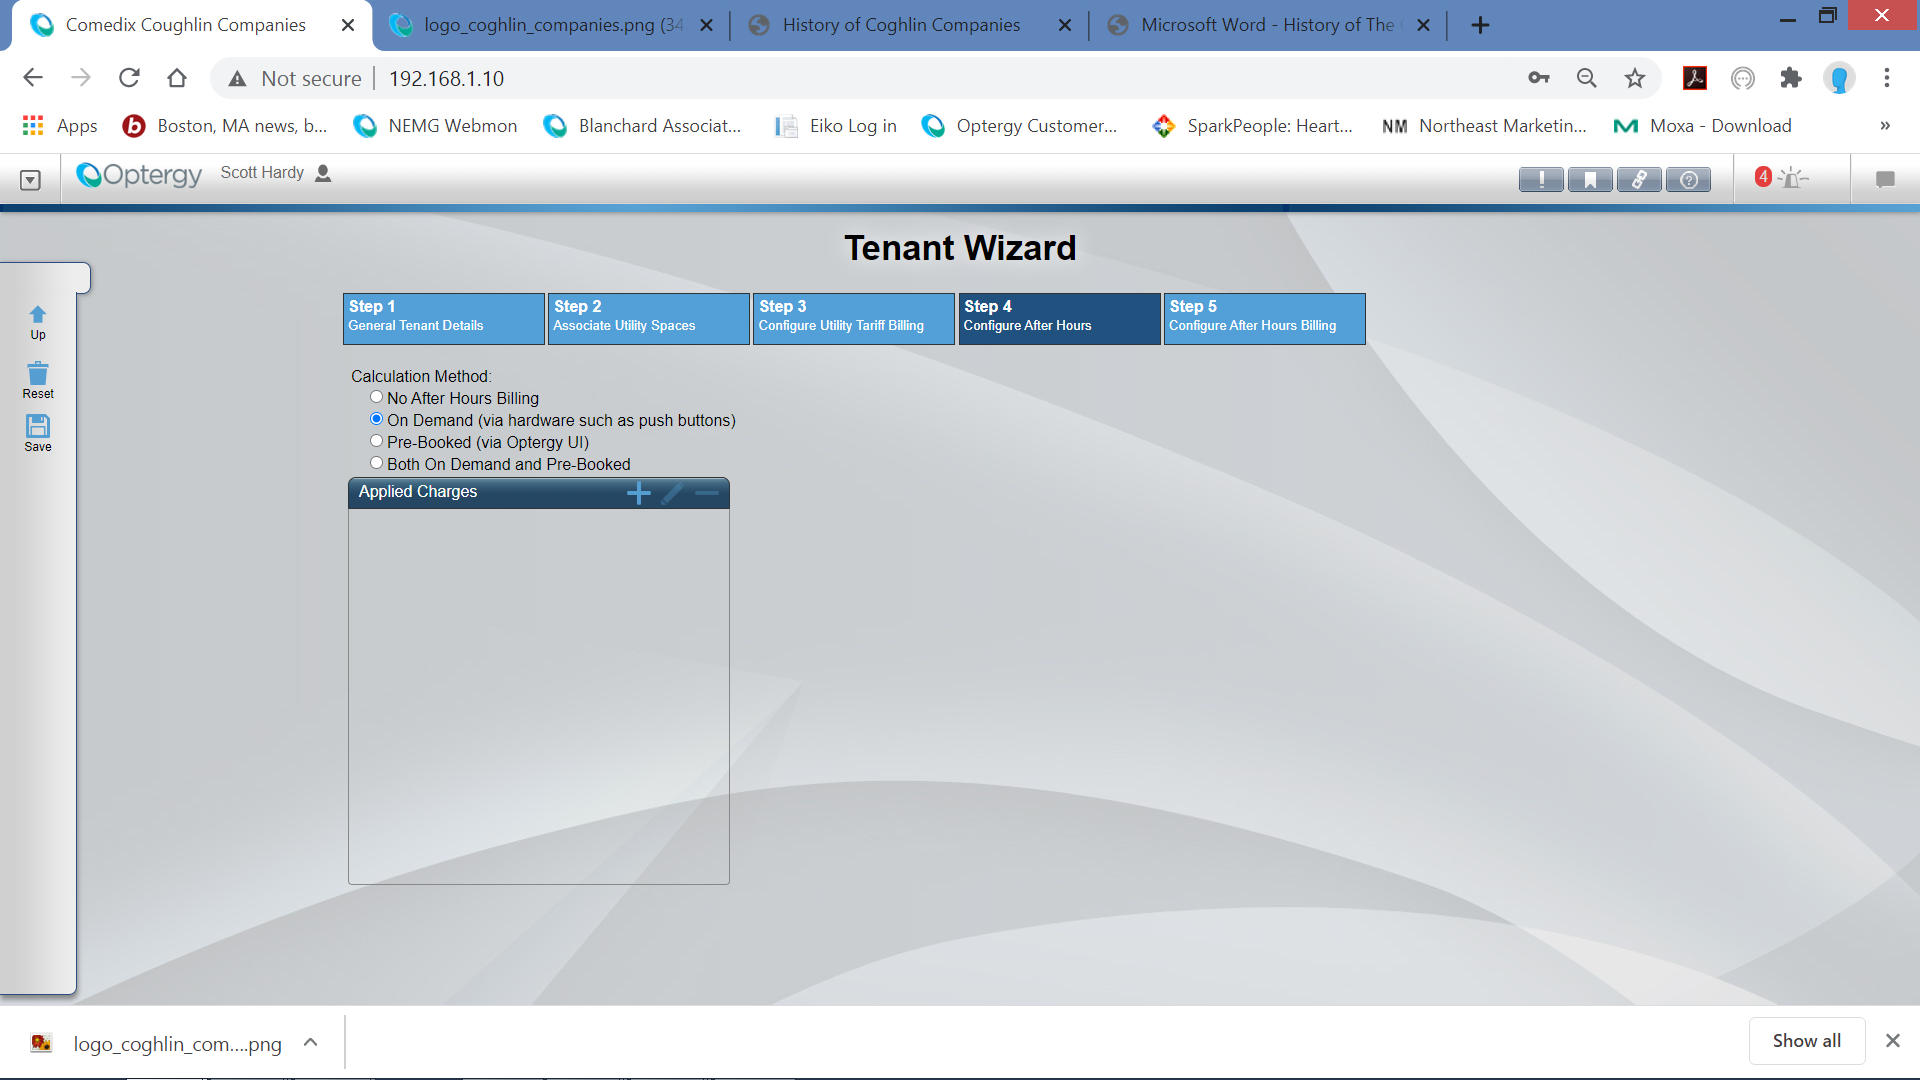 Comedix Coughlin Companies
logo_coghlin_companies.png (34
History of Coghlin Companies
Microsoft Word - History of The
Not secure
192.168.1.10
Apps
Boston, MA news, b...
NEMG Webmon
Blanchard Associat...
Eiko Log in
Optergy Customer...
SparkPeople: Heart...
NM
Northeast Marketin...
Moxa - Download
»
Optergy
Scott Hardy
4
Tenant Wizard
Step 1
General Tenant Details
Step 2
Associate Utility Spaces
Step 3
Configure Utility Tariff Billing
Step 4
Configure After Hours
Step 5
Configure After Hours Billing
Up
Reset
Save
Calculation Method:
No After Hours Billing
On Demand (via hardware such as push buttons)
Pre-Booked (via Optergy UI)
Both On Demand and Pre-Booked
Applied Charges
logo_coghlin_com....png
Show all